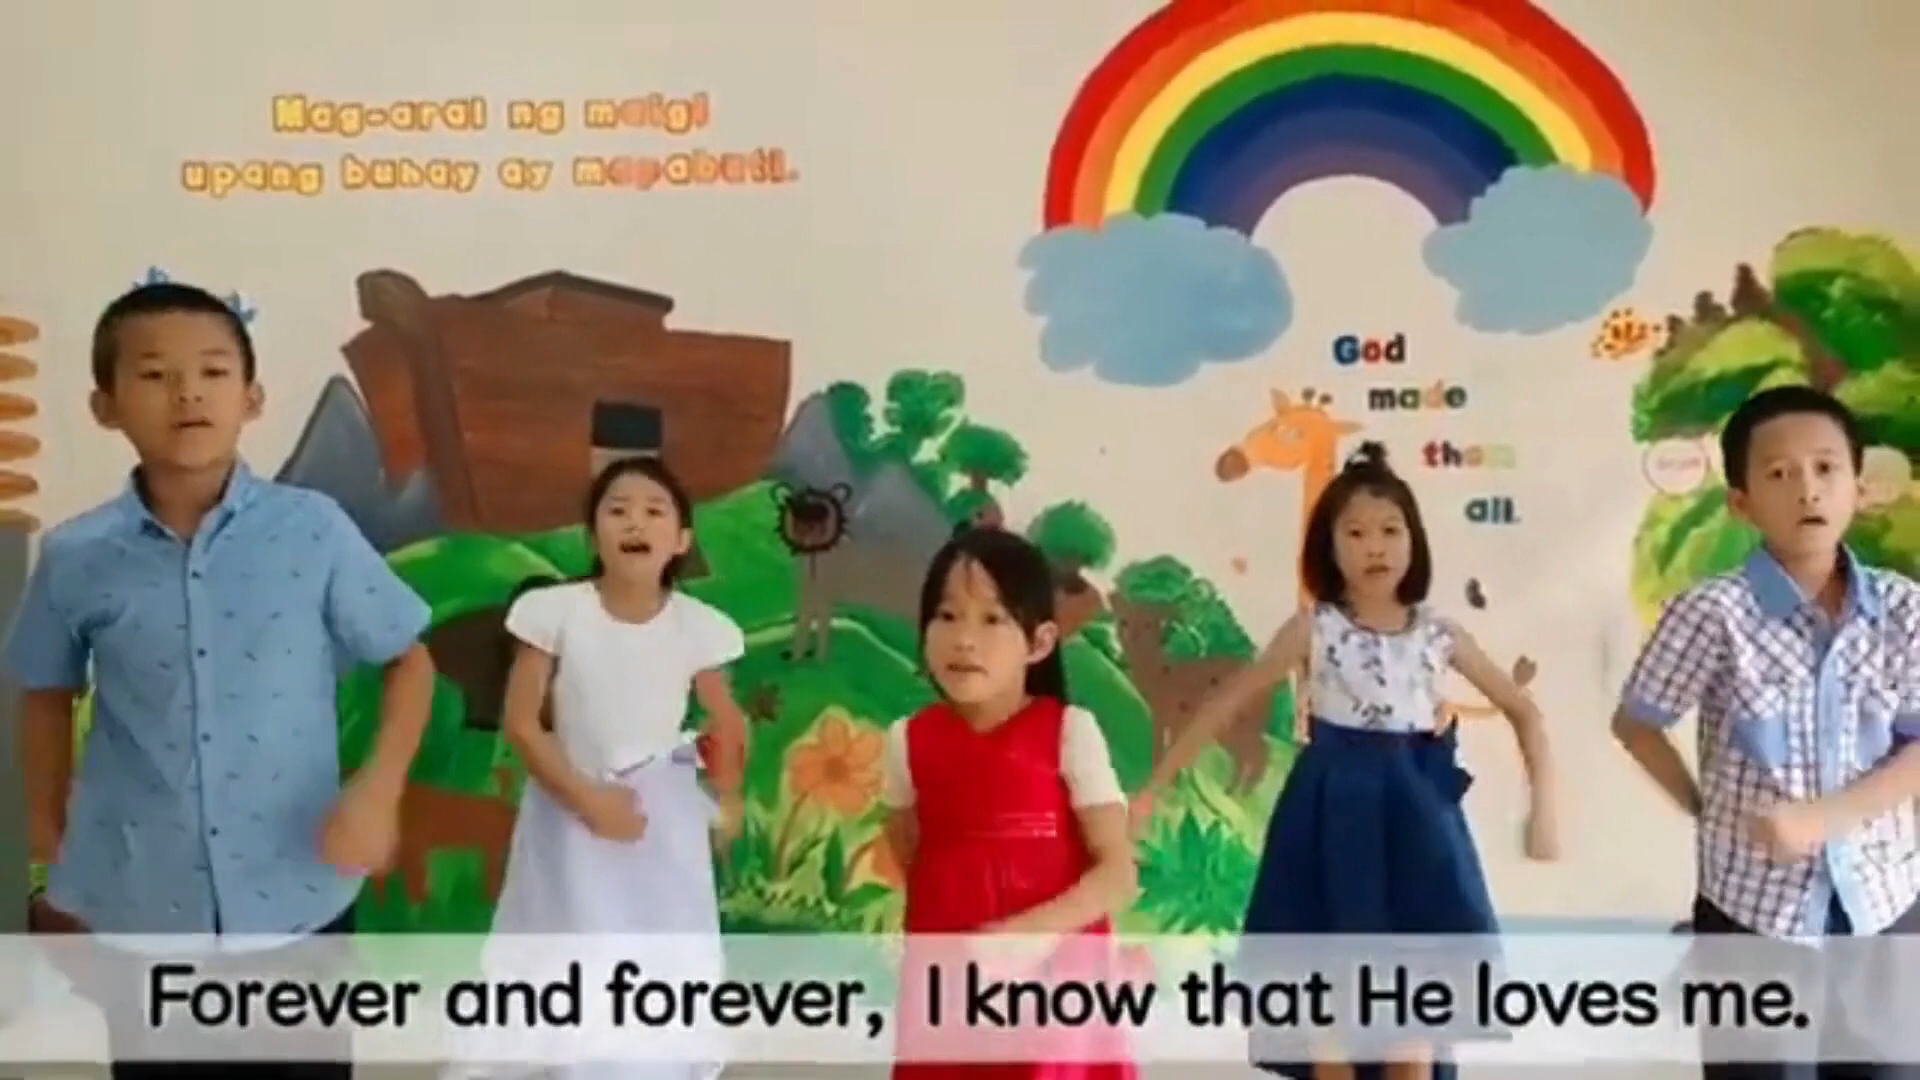 Mag-aral ng maigi
upang buhay ay mapabuti.
God
made
them
all.
Forever and forever, I know that He loves me.